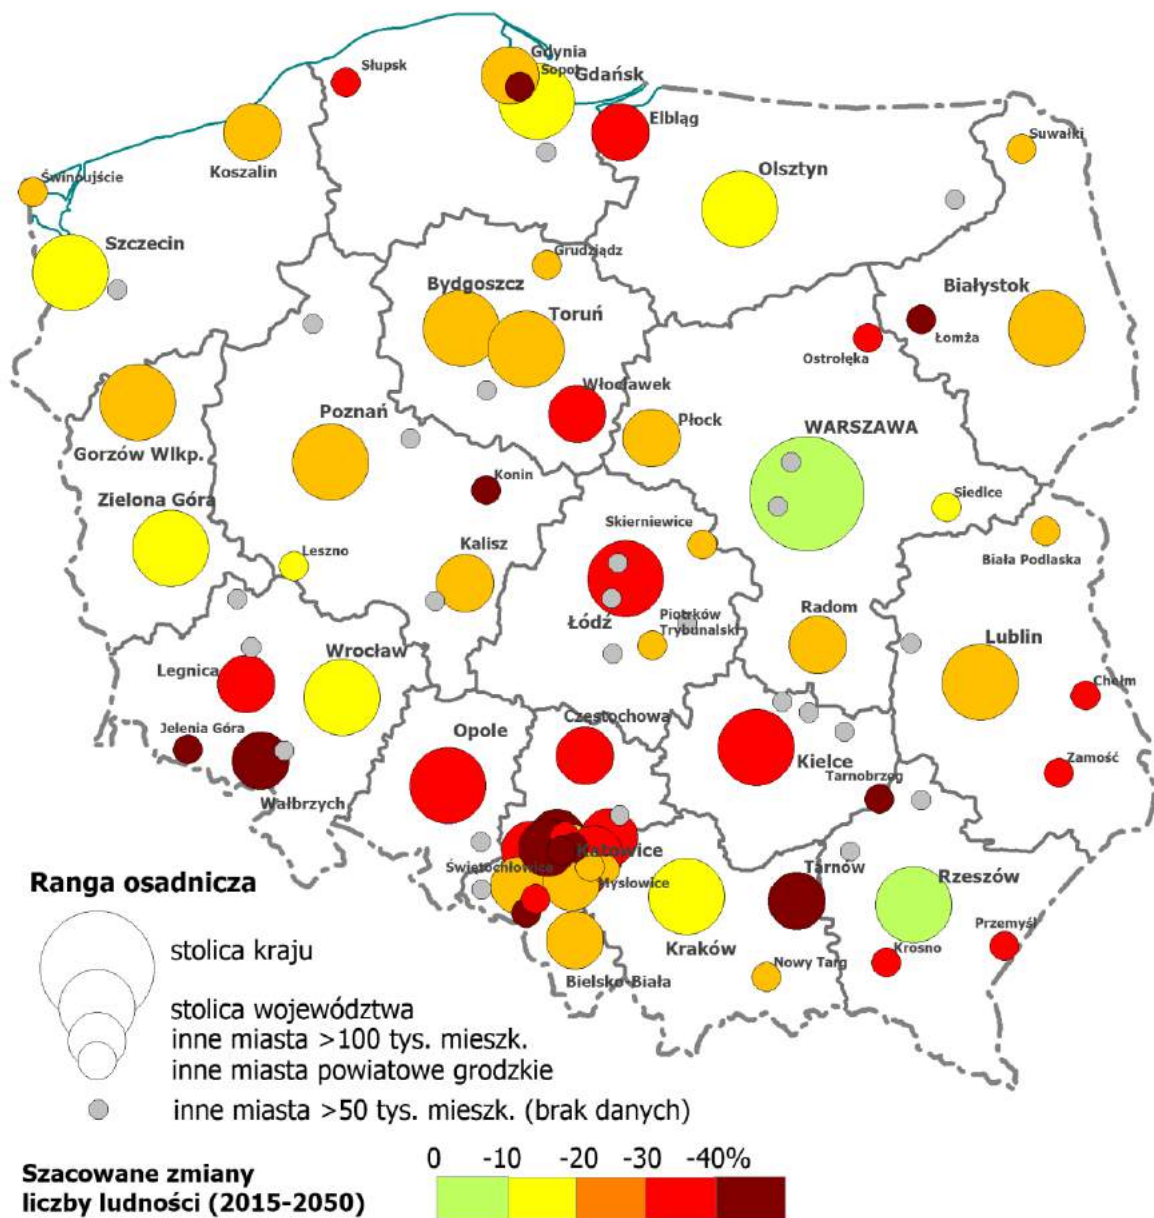 Gdynia
Słupsk
Sopot
Gdańsk
Elbląg
Suwałki
Koszalin
Olsztyn
Świnoujście
Szczecin
Grudziądz
Bydgoszcz
Białystok
Toruń
Łomża
Ostrołęka
Włocławek
Poznań
Płock
WARSZAWA
Gorzów Wlkp.
Konin
Zielona Góra
Siedlce
Skierniewice
Leszno
Kalisz
Biała Podlaska
Radom
Piotrków
Łódź
Trybunalski
Lublin
Wrocław
Legnica
Chełm
Częstochowa
Jelenia Góra
Opole
Kielce
Zamość
Tarnobrzeg
Wałbrzych
Katowice
Świętochłowice
Tarnów
Rzeszów
Mysłowice
Przemyśl
Kraków
Krosno
Nowy Targ
Bielsko-Biała
Ranga osadnicza
stolica kraju
stolica województwa
inne miasta >100 tys. mieszk.
inne miasta powiatowe grodzkie
inne miasta >50 tys. mieszk. (brak danych)
0 -10 -20 -30 -40%
Szacowane zmiany
liczby ludności (2015-2050)